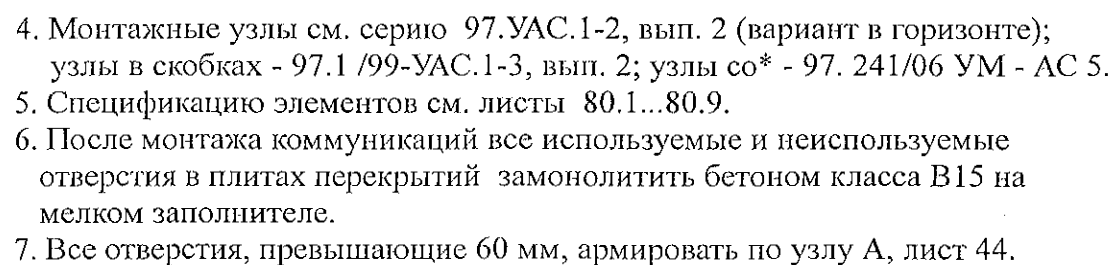 4. Монтажные узлы см. серию 97.УАС.1-2, вып. 2 (вариант в горизонте);
узлы в скобках - 97.1 /99-УАС.1-3, вып. 2; узлы со* - 97. 241/06 УМ - АС 5.
5. Спецификацию элементов см. листы 80.1...80.9.
6. После монтажа коммуникаций все используемые и неиспользуемые
отверстия в плитах перекрытий замонолитить бетоном класса В15 на
мелком заполнителе.
7. Все отверстия, превышающие 60 мм, армировать по узлу А, лист 44.